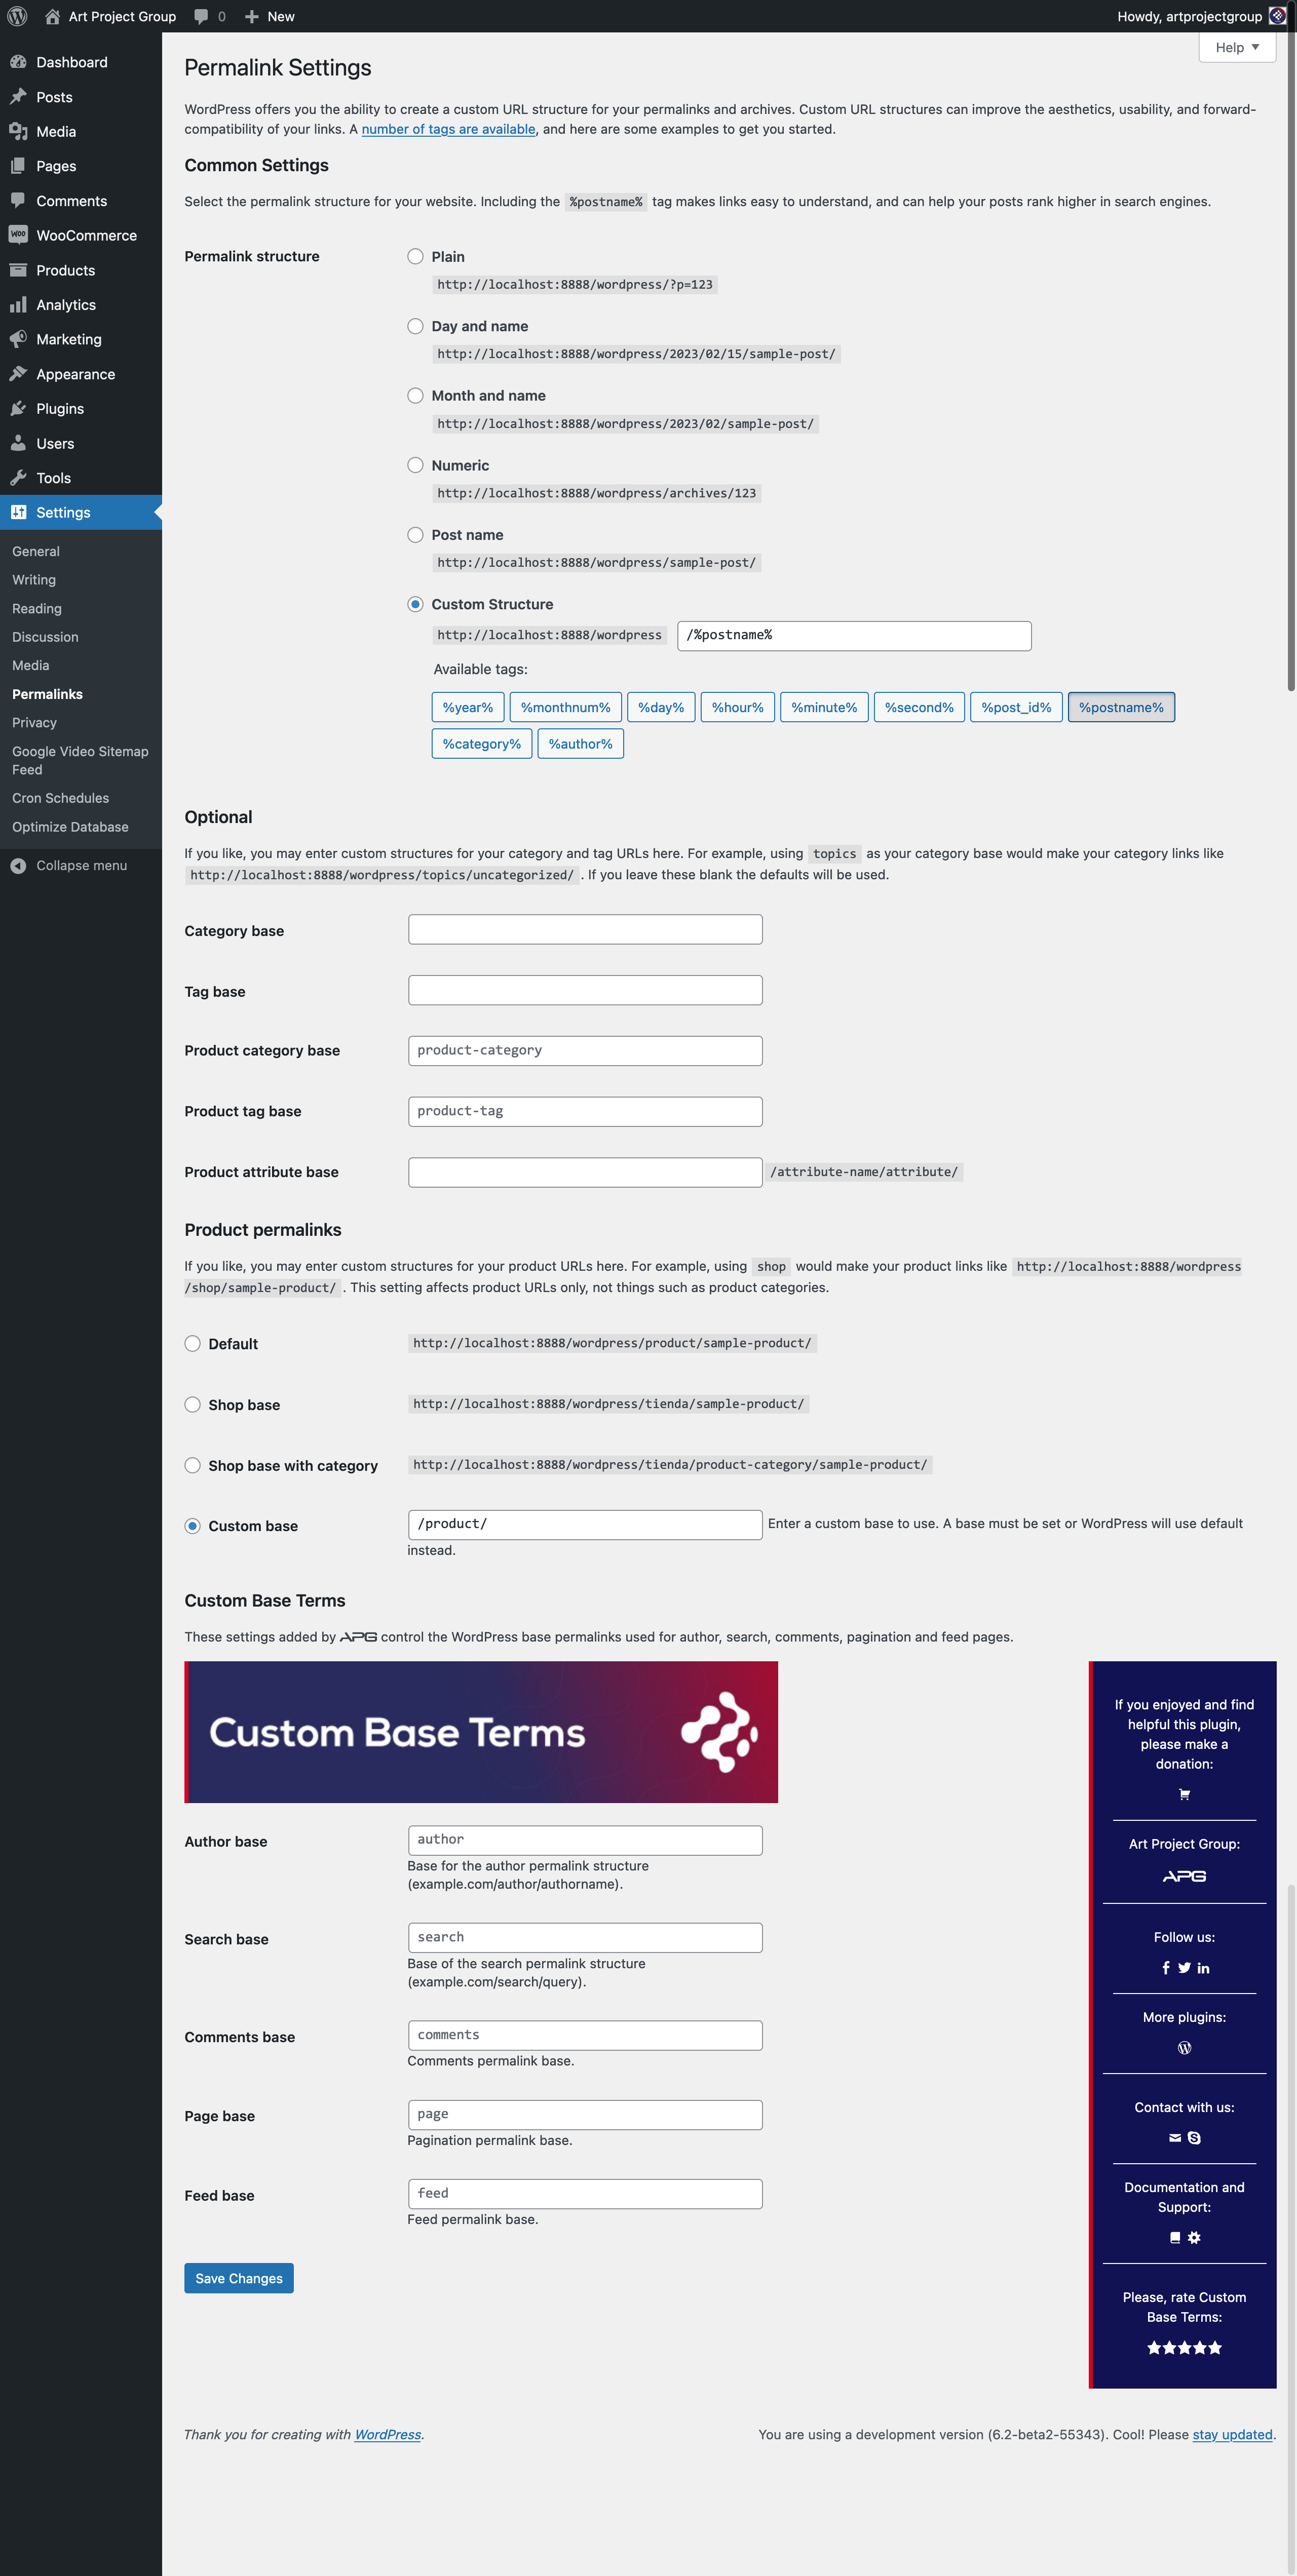 Art Project Group
0
New
Howdy, artprojectgroup
Help
Dashboard
Posts
Media
Pages
Comments
WooCommerce
Products
Analytics
Marketing
Appearance
Plugins
Users
Tools
Settings
General
Writing
Reading
Discussion
Media
Permalinks
Privacy
Google Video Sitemap
Feed
Cron Schedules
Optimize Database
Collapse menu
Permalink Settings
WordPress offers you the ability to create a custom URL structure for your permalinks and archives. Custom URL structures can improve the aesthetics, usability, and forward-
compatibility of your links. A number of tags are available, and here are some examples to get you started.
Common Settings
Select the permalink structure for your website. Including the %postname% tag makes links easy to understand, and can help your posts rank higher in search engines.
Permalink structure
Plain
http://localhost:8888/wordpress/?p=123
Day and name
http://localhost:8888/wordpress/2023/02/15/sample-post/
Month and name
http://localhost:8888/wordpress/2023/02/sample-post/
Numeric
http://localhost:8888/wordpress/archives/123
Post name
http://localhost:8888/wordpress/sample-post/
Custom Structure
http://localhost:8888/wordpress /%postname%
Available tags:
%year% %monthnum% %day% %hour% %minute% %second% %post_id% %postname%
%category% %author%
Optional
If you like, you may enter custom structures for your category and tag URLs here. For example, using topics as your category base would make your category links like
http://localhost:8888/wordpress/topics/uncategorized/ . If you leave these blank the defaults will be used.
Category base
Tag base
Product category base product-category
Product tag base product-tag
Product attribute base /attribute-name/attribute/
Product permalinks
If you like, you may enter custom structures for your product URLs here. For example, using shop would make your product links like http://localhost:8888/wordpress
/shop/sample-product/ . This setting affects product URLs only, not things such as product categories.
Default http://localhost:8888/wordpress/product/sample-product/
Shop base http://localhost:8888/wordpress/tienda/sample-product/
Shop base with category http://localhost:8888/wordpress/tienda/product-category/sample-product/
Custom base /product/ Enter a custom base to use. A base must be set or WordPress will use default
instead.
Custom Base Terms
These settings added by APG control the WordPress base permalinks used for author, search, comments, pagination and feed pages.
Custom Base Terms
Author base author
Base for the author permalink structure
(example.com/author/authorname).
Search base search
Base of the search permalink structure
(example.com/search/query).
Comments base comments
Comments permalink base.
Page base page
Pagination permalink base.
Feed base feed
Feed permalink base.
Save Changes
If you enjoyed and find
helpful this plugin,
please make a
donation:
Art Project Group:
APG
Follow us:
More plugins:
Contact with us:
Documentation and
Support:
Please, rate Custom
Base Terms:
Thank you for creating with WordPress.
You are using a development version (6.2-beta2-55343). Cool! Please stay updated.